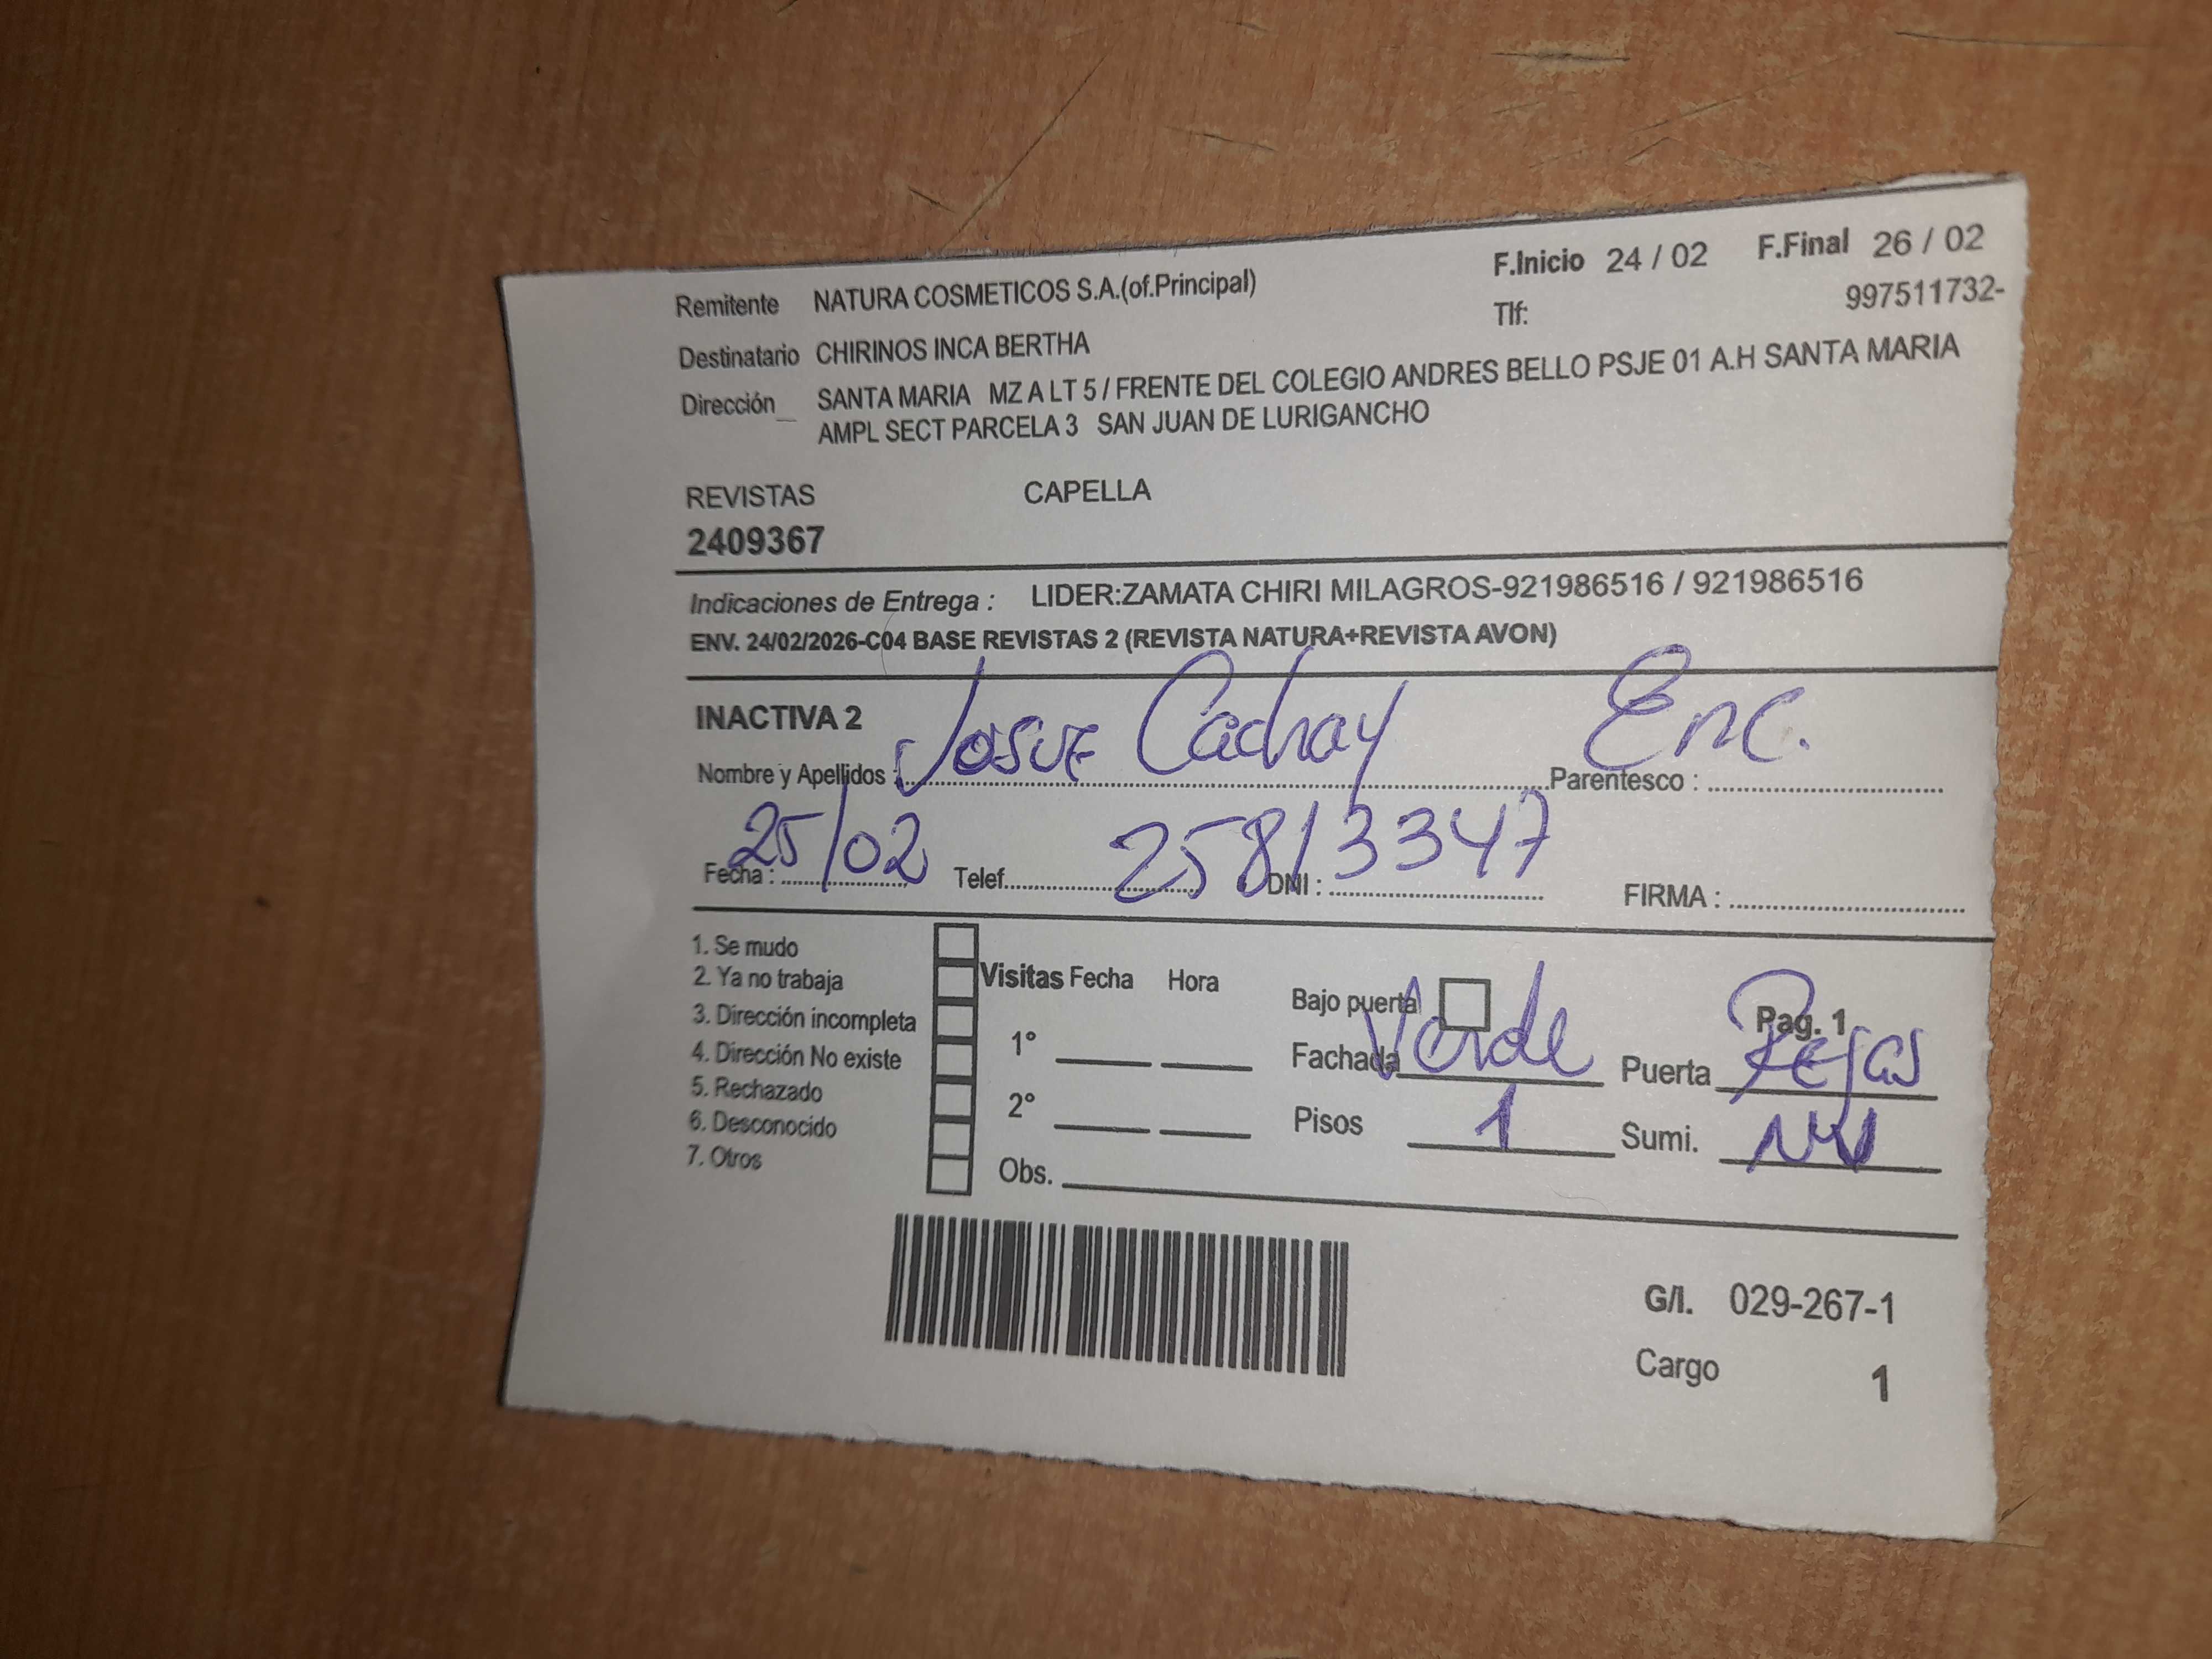 F.Inicio 24 / 02 F.Final 26 / 02
Remitente NATURA COSMETICOS S.A.(of.Principal) Tlf: 997511732-
Destinatario CHIRINOS INCA BERTHA
Dirección_ SANTA MARIA MZ A LT 5 / FRENTE DEL COLEGIO ANDRES BELLO PSJE 01 A.H SANTA MARIA
AMPL SECT PARCELA 3 SAN JUAN DE LURIGANCHO
REVISTAS CAPELLA
2409367
Indicaciones de Entrega : LIDER:ZAMATA CHIRI MILAGROS-921986516 / 921986516
ENV. 24/02/2026-C04 BASE REVISTAS 2 (REVISTA NATURA+REVISTA AVON)
INACTIVA 2
Nombre y Apellidos : Josue Cachay Parentesco : Enc.
Fecha : 25/02 Telef. DNI : 25813347 FIRMA :
1. Se mudo
2. Ya no trabaja
3. Dirección incompleta
4. Dirección No existe
5. Rechazado
6. Desconocido
7. Otros
Visitas Fecha Hora
1°
2°
Obs.
Bajo puerta Pag. 1
Fachada Verde Puerta Rejas
Pisos 1 Sumi.
G/I. 029-267-1
Cargo 1